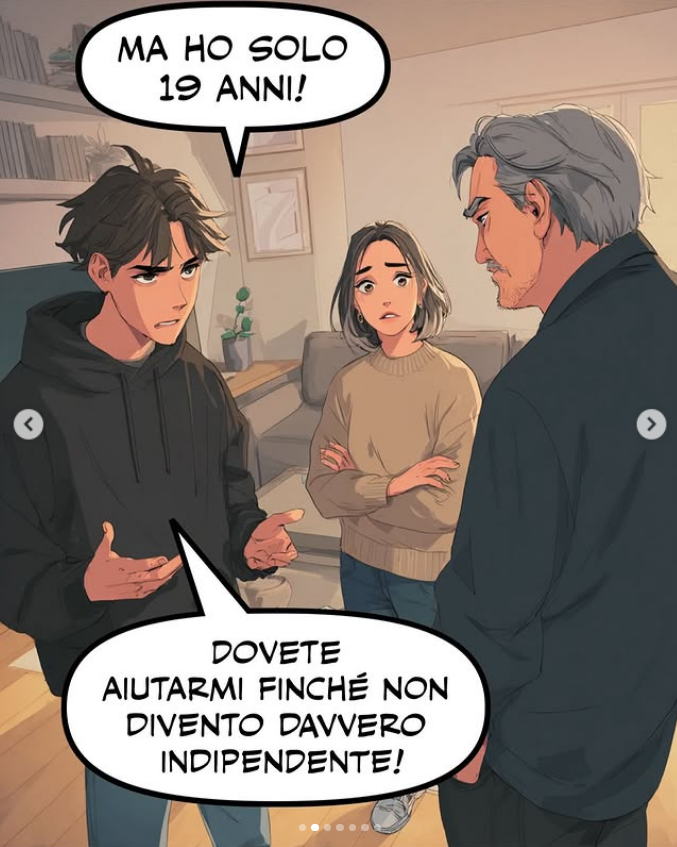 MA HO SOLO
19 ANNI!
DOVETE
AIUTARMI FINCHÉ NON
DIVENTO DAVVERO
INDIPENDENTE!